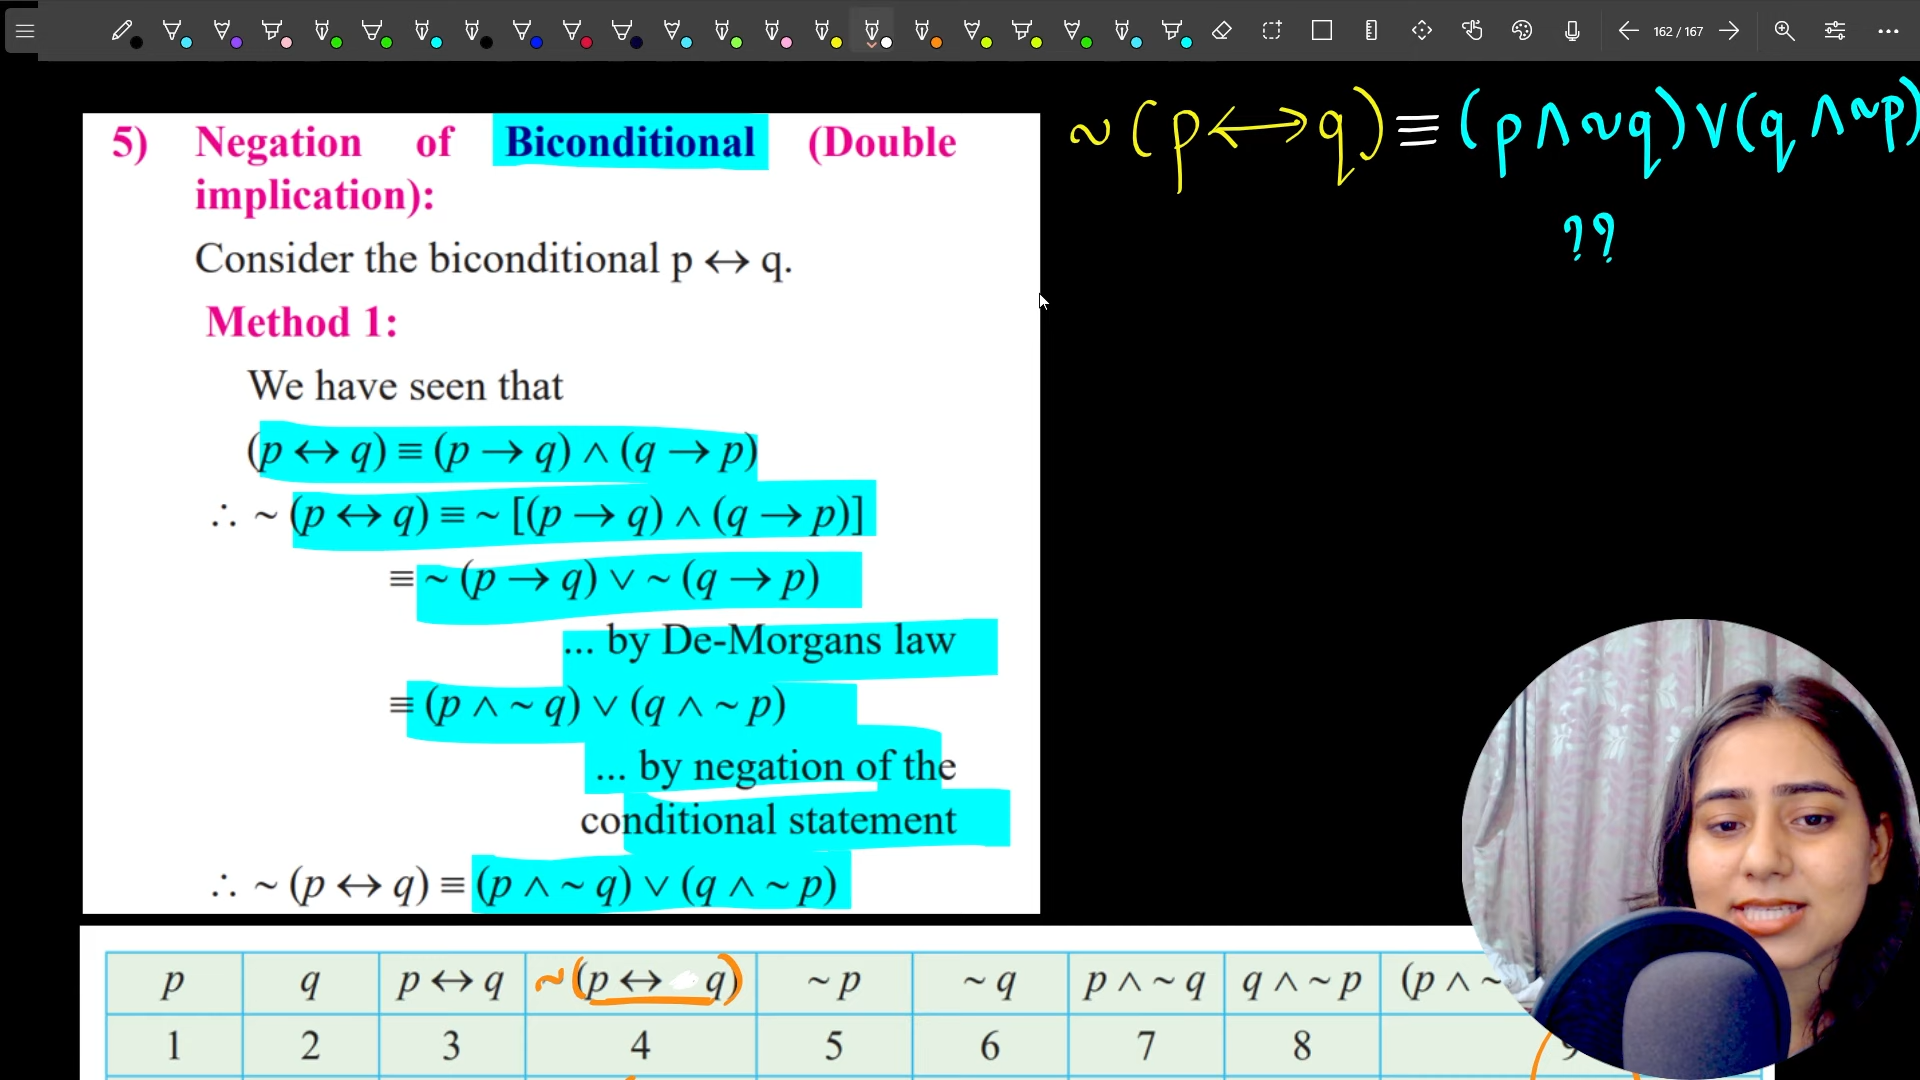 162 / 167
~(p↔q) ≡ (p∧~q)∨(q∧~p)
??
5) Negation of Biconditional (Double
implication):
Consider the biconditional p ↔ q.
Method 1:
We have seen that
(p ↔ q) ≡ (p → q) ∧ (q → p)
∴ ~ (p ↔ q) ≡ ~ [(p → q) ∧ (q → p)]
≡ ~ (p → q) ∨ ~ (q → p)
... by De-Morgans law
≡ (p ∧ ~ q) ∨ (q ∧ ~ p)
... by negation of the
conditional statement
∴ ~ (p ↔ q) ≡ (p ∧ ~ q) ∨ (q ∧ ~ p)
p q p ↔ q ~(p ↔ q) ~ p ~ q p ∧ ~ q q ∧ ~ p (p ∧ ~
1 2 3 4 5 6 7 8 9